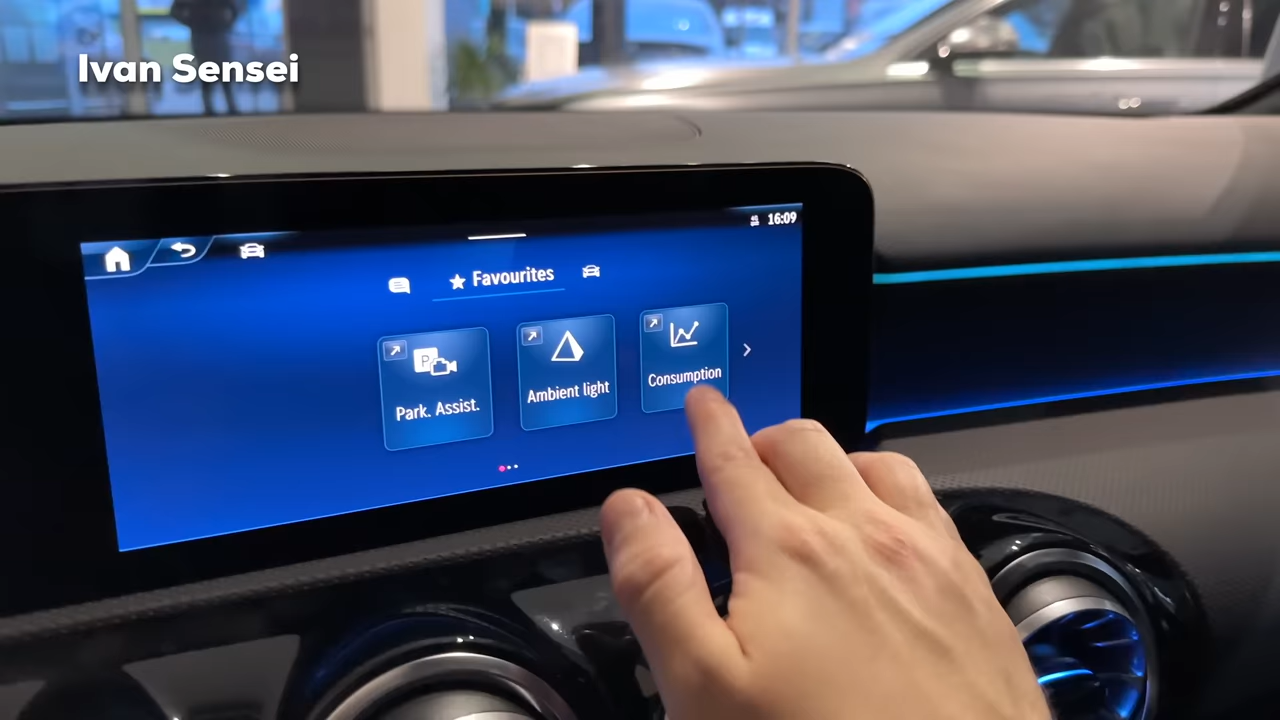 Ivan Sensei
16:09
Favourites
P
Park. Assist.
Ambient light
Consumption